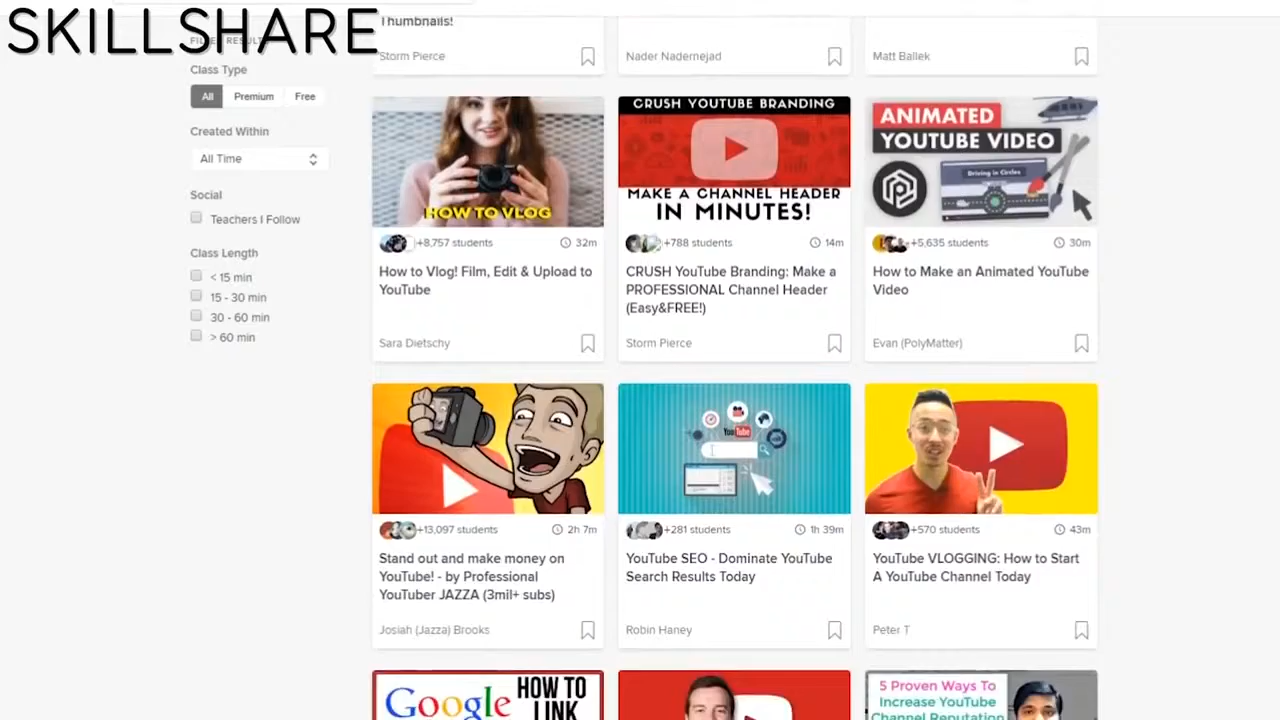 SKILLSHARE
Thumbnails!
Storm Pierce
Nader Nadernejad
Matt Ballek
Class Type
All Premium Free
Created Within
All Time
Social
Teachers I Follow
Class Length
< 15 min
15 - 30 min
30 - 60 min
> 60 min
HOW TO VLOG
+8,757 students 32m
How to Vlog! Film, Edit & Upload to
YouTube
Sara Dietschy
CRUSH YOUTUBE BRANDING
MAKE A CHANNEL HEADER
IN MINUTES!
+788 students 14m
CRUSH YouTube Branding: Make a
PROFESSIONAL Channel Header
(Easy&FREE!)
Storm Pierce
ANIMATED
YOUTUBE VIDEO
Driving in Circles
+5,635 students 30m
How to Make an Animated YouTube
Video
Evan (PolyMatter)
+13,097 students 2h 7m
Stand out and make money on
YouTube! - by Professional
YouTuber JAZZA (3mil+ subs)
Josiah (Jazza) Brooks
YouTube
+281 students 1h 39m
YouTube SEO - Dominate YouTube
Search Results Today
Robin Haney
+570 students 43m
YouTube VLOGGING: How to Start
A YouTube Channel Today
Peter T
Google
HOW TO
LINK
5 Proven Ways To
Increase YouTube
Channel Reputation